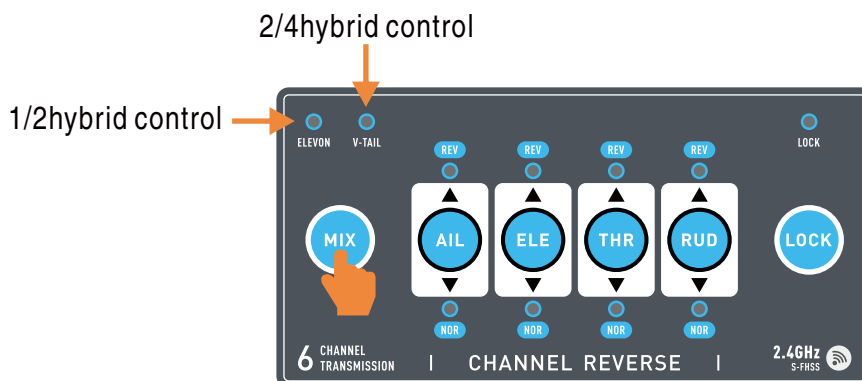 2/4hybrid control
1/2hybrid control
ELEVON V-TAIL LOCK
REV REV REV REV
MIX AIL ELE THR RUD LOCK
NOR NOR NOR NOR
6 CHANNEL TRANSMISSION
CHANNEL REVERSE
2.4GHz
S-FHSS